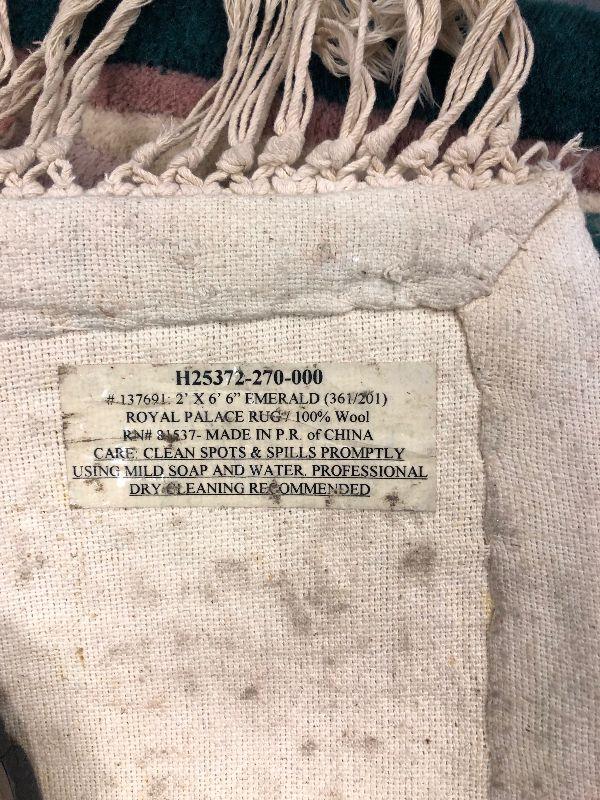 H25372-270-000
# 137691: 2' X 6' 6" EMERALD (361/201)
ROYAL PALACE RUG / 100% Wool
RN# 81537- MADE IN P.R. of CHINA
CARE: CLEAN SPOTS & SPILLS PROMPTLY
USING MILD SOAP AND WATER. PROFESSIONAL
DRY CLEANING RECOMMENDED